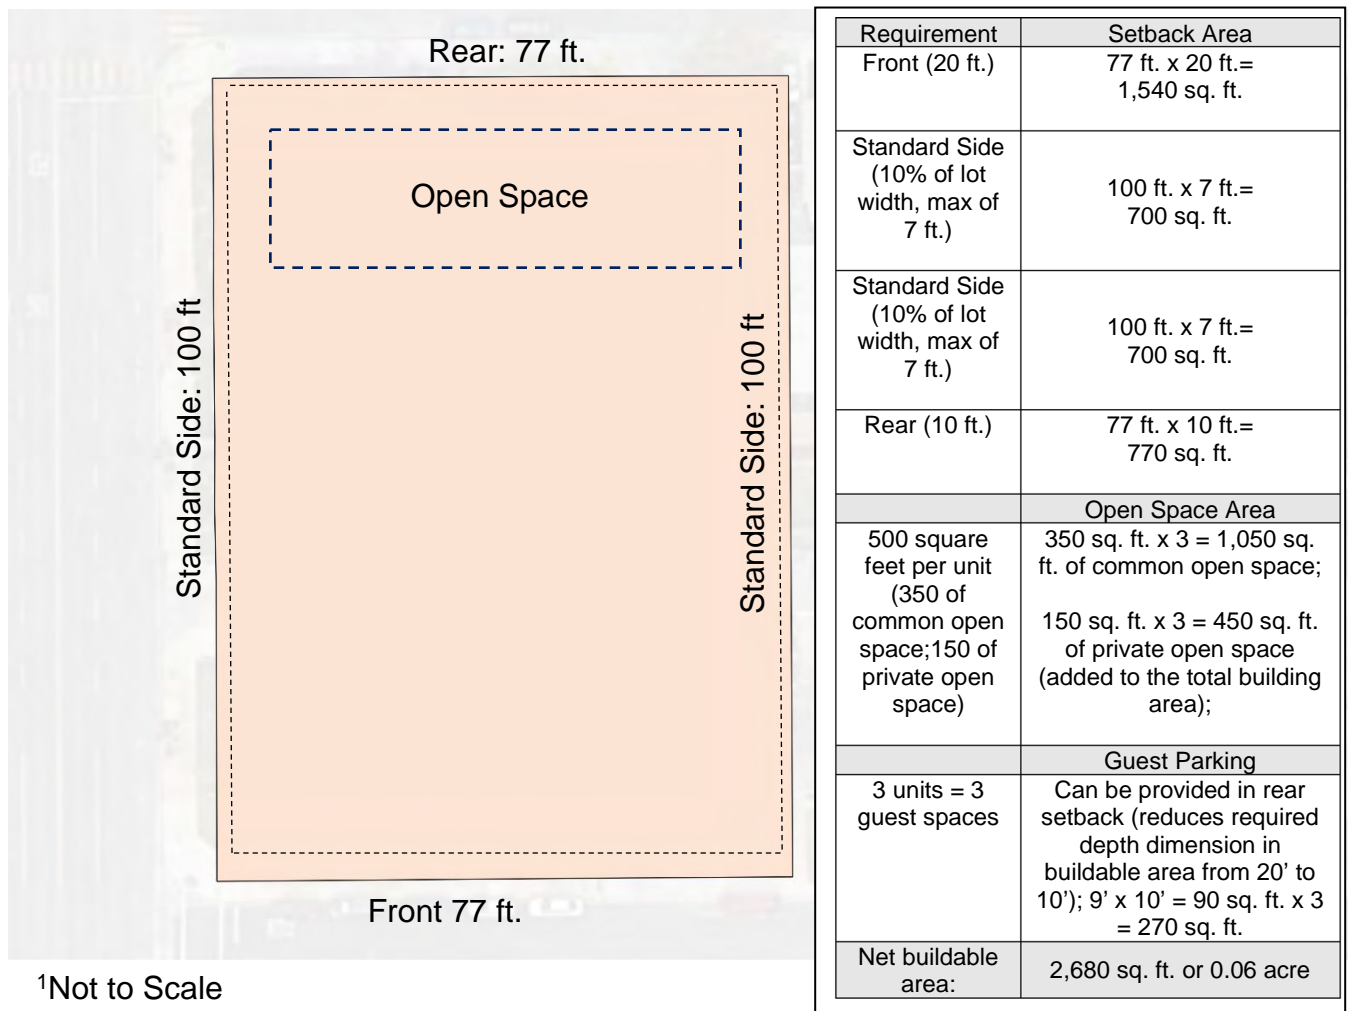 Rear: 77 ft.
Open Space
Standard Side: 100 ft
Standard Side: 100 ft
Front 77 ft.
¹Not to Scale
Requirement
Setback Area
Front (20 ft.)
77 ft. x 20 ft.=
1,540 sq. ft.
Standard Side
(10% of lot
width, max of
7 ft.)
100 ft. x 7 ft.=
700 sq. ft.
Standard Side
(10% of lot
width, max of
7 ft.)
100 ft. x 7 ft.=
700 sq. ft.
Rear (10 ft.)
77 ft. x 10 ft.=
770 sq. ft.
Open Space Area
500 square
feet per unit
(350 of
common open
space;150 of
private open
space)
350 sq. ft. x 3 = 1,050 sq.
ft. of common open space;
150 sq. ft. x 3 = 450 sq. ft.
of private open space
(added to the total building
area);
Guest Parking
3 units = 3
guest spaces
Can be provided in rear
setback (reduces required
depth dimension in
buildable area from 20’ to
10’); 9’ x 10’ = 90 sq. ft. x 3
= 270 sq. ft.
Net buildable
area:
2,680 sq. ft. or 0.06 acre